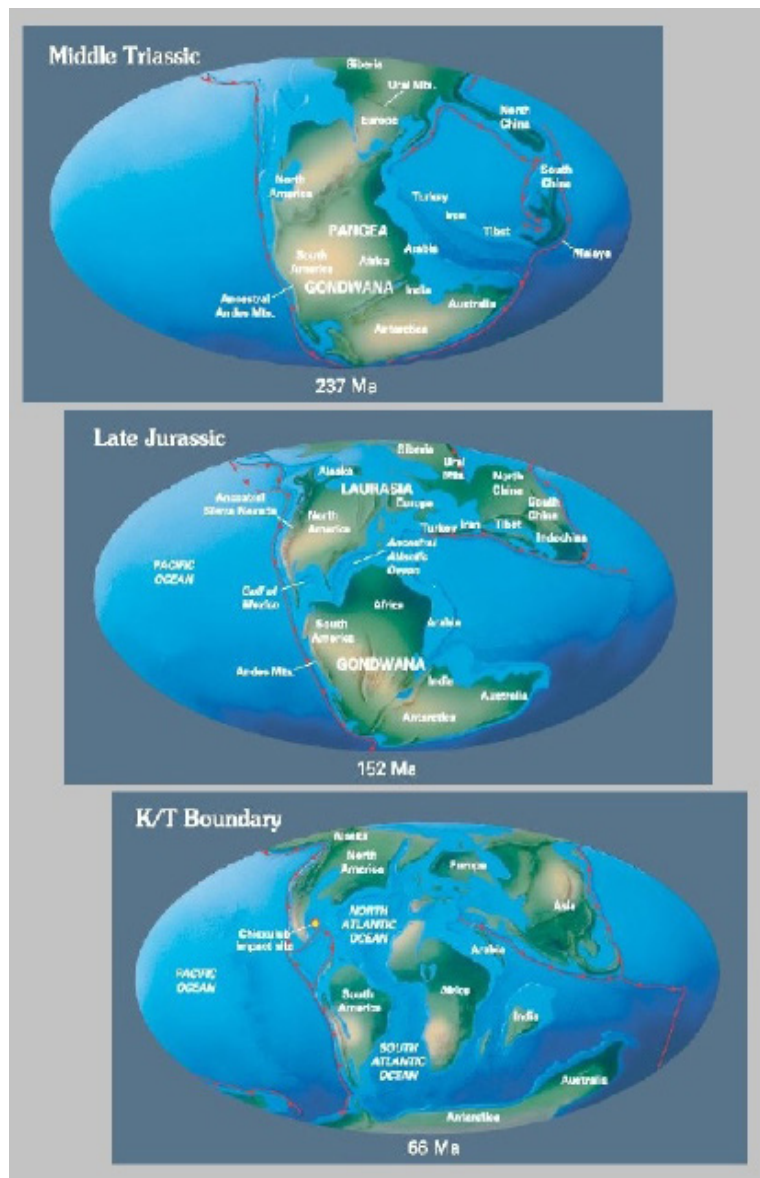 Middle Triassic
Siberia
Ural Mts.
Europe
North
China
South
China
North
America
Turkey
Iran
Tibet
PANGEA
Arabia
Malaya
South
America
Africa
GONDWANA
India
Ancestral
Andes Mts.
Australia
Antarctica
237 Ma
Late Jurassic
Siberia
Ural
Mts.
Alaska
LAURASIA
North
China
Ancestral
Sierra Nevada
Europe
South
China
North
America
Turkey
Iran
Tibet
Indochina
Ancestral
Atlantic
Ocean
PACIFIC
OCEAN
Gulf of
Mexico
Africa
South
America
Arabia
Andes Mts.
GONDWANA
India
Australia
Antarctica
152 Ma
K/T Boundary
Alaska
North
America
Europe
Asia
NORTH
ATLANTIC
OCEAN
Chicxulub
impact site
Arabia
PACIFIC
OCEAN
South
America
Africa
India
SOUTH
ATLANTIC
OCEAN
Australia
Antarctica
66 Ma